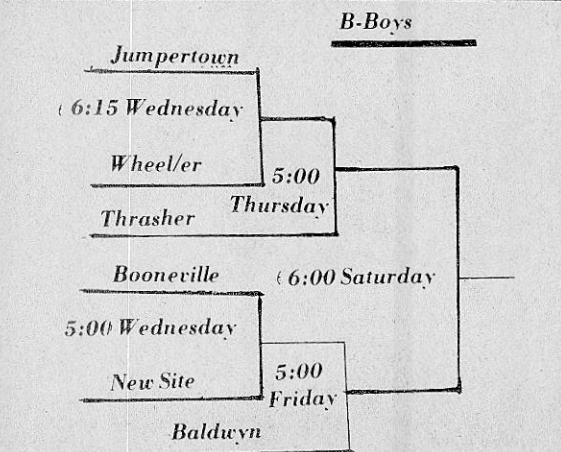 B-Boys
Jumpertown
( 6:15 Wednesday
Wheel/er
5:00
Thursday
Thrasher
Booneville
( 6:00 Saturday
5:00 Wednesday
New Site
5:00
Friday
Baldwyn